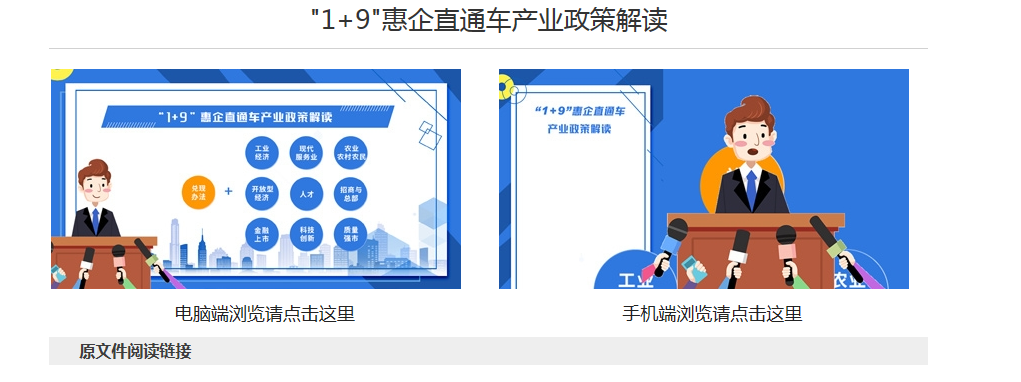 "1+9"惠企直通车产业政策解读
“1+9”惠企直通车产业政策解读
工业
经济
现代
服务业
农业
农村农民
兑现
办法
+
开放型
经济
人才
招商与
总部
金融
上市
科技
创新
质量
强市
“1+9”惠企直通车
产业政策解读
工业
农业
电脑端浏览请点击这里
手机端浏览请点击这里
原文件阅读链接